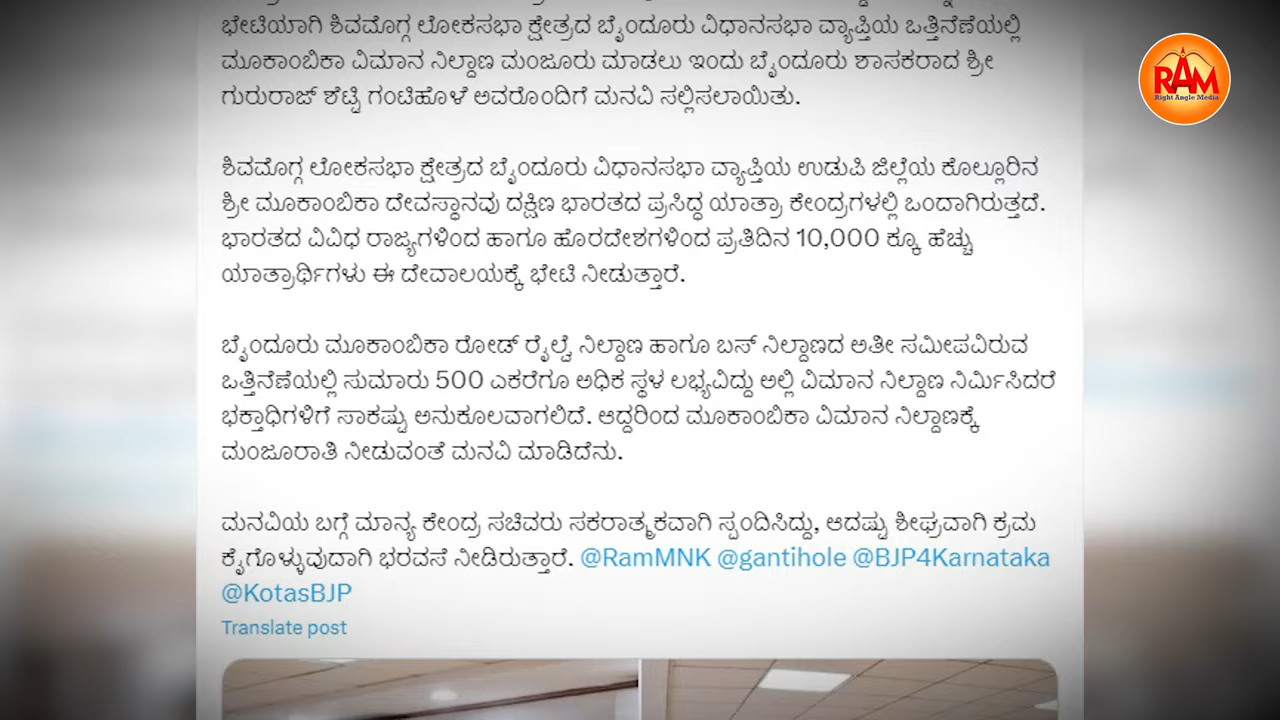 ಭೇಟಿಯಾಗಿ ಶಿವಮೊಗ್ಗ ಲೋಕಸಭಾ ಕ್ಷೇತ್ರದ ಬೈಂದೂರು ವಿಧಾನಸಭಾ ವ್ಯಾಪ್ತಿಯ ಒತ್ತಿನೆಣೆಯಲ್ಲಿ
ಮೂಕಾಂಬಿಕಾ ವಿಮಾನ ನಿಲ್ದಾಣ ಮಂಜೂರು ಮಾಡಲು ಇಂದು ಬೈಂದೂರು ಶಾಸಕರಾದ ಶ್ರೀ
ಗುರುರಾಜ್ ಶೆಟ್ಟಿ ಗಂಟಿಹೊಳೆ ಅವರೊಂದಿಗೆ ಮನವಿ ಸಲ್ಲಿಸಲಾಯಿತು.
ಶಿವಮೊಗ್ಗ ಲೋಕಸಭಾ ಕ್ಷೇತ್ರದ ಬೈಂದೂರು ವಿಧಾನಸಭಾ ವ್ಯಾಪ್ತಿಯ ಉಡುಪಿ ಜಿಲ್ಲೆಯ ಕೊಲ್ಲೂರಿನ
ಶ್ರೀ ಮೂಕಾಂಬಿಕಾ ದೇವಸ್ಥಾನವು ದಕ್ಷಿಣ ಭಾರತದ ಪ್ರಸಿದ್ಧ ಯಾತ್ರಾ ಕೇಂದ್ರಗಳಲ್ಲಿ ಒಂದಾಗಿರುತ್ತದೆ.
ಭಾರತದ ವಿವಿಧ ರಾಜ್ಯಗಳಿಂದ ಹಾಗೂ ಹೊರದೇಶಗಳಿಂದ ಪ್ರತಿದಿನ 10,000 ಕ್ಕೂ ಹೆಚ್ಚು
ಯಾತ್ರಾರ್ಥಿಗಳು ಈ ದೇವಾಲಯಕ್ಕೆ ಭೇಟಿ ನೀಡುತ್ತಾರೆ.
ಬೈಂದೂರು ಮೂಕಾಂಬಿಕಾ ರೋಡ್ ರೈಲ್ವೆ ನಿಲ್ದಾಣ ಹಾಗೂ ಬಸ್ ನಿಲ್ದಾಣದ ಅತೀ ಸಮೀಪವಿರುವ
ಒತ್ತಿನೆಣೆಯಲ್ಲಿ ಸುಮಾರು 500 ಎಕರೆಗೂ ಅಧಿಕ ಸ್ಥಳ ಲಭ್ಯವಿದ್ದು ಅಲ್ಲಿ ವಿಮಾನ ನಿಲ್ದಾಣ ನಿರ್ಮಿಸಿದರೆ
ಭಕ್ತಾಧಿಗಳಿಗೆ ಸಾಕಷ್ಟು ಅನುಕೂಲವಾಗಲಿದೆ. ಆದ್ದರಿಂದ ಮೂಕಾಂಬಿಕಾ ವಿಮಾನ ನಿಲ್ದಾಣಕ್ಕೆ
ಮಂಜೂರಾತಿ ನೀಡುವಂತೆ ಮನವಿ ಮಾಡಿದೆನು.
ಮನವಿಯ ಬಗ್ಗೆ ಮಾನ್ಯ ಕೇಂದ್ರ ಸಚಿವರು ಸಕರಾತ್ಮಕವಾಗಿ ಸ್ಪಂದಿಸಿದ್ದು, ಆದಷ್ಟು ಶೀಘ್ರವಾಗಿ ಕ್ರಮ
ಕೈಗೊಳ್ಳುವುದಾಗಿ ಭರವಸೆ ನೀಡಿರುತ್ತಾರೆ. @RamMNK @gantihole @BJP4Karnataka
@KotasBJP
Translate post
RAM
Right Angle Media